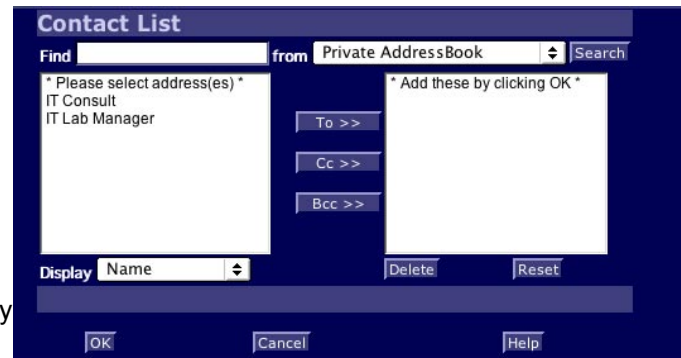 Contact List
Find from Private AddressBook Search
* Please select address(es) *
IT Consult
IT Lab Manager
To >>
Cc >>
Bcc >>
* Add these by clicking OK *
Display Name Delete Reset
y
OK Cancel Help